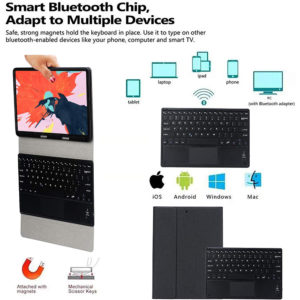 Smart Bluetooth Chip,
Adapt to Multiple Devices
Safe, strong magnets hold the keyboard in place. Use it to type on other
bluetooth-enabled devices like your phone, computer and smart TV.
laptop
ipad
phone
tablet
PC
(with Bluetooth adapter)
iOS
Android
Windows
Mac
Attached with
magnets
Mechanical
Scissor Keys